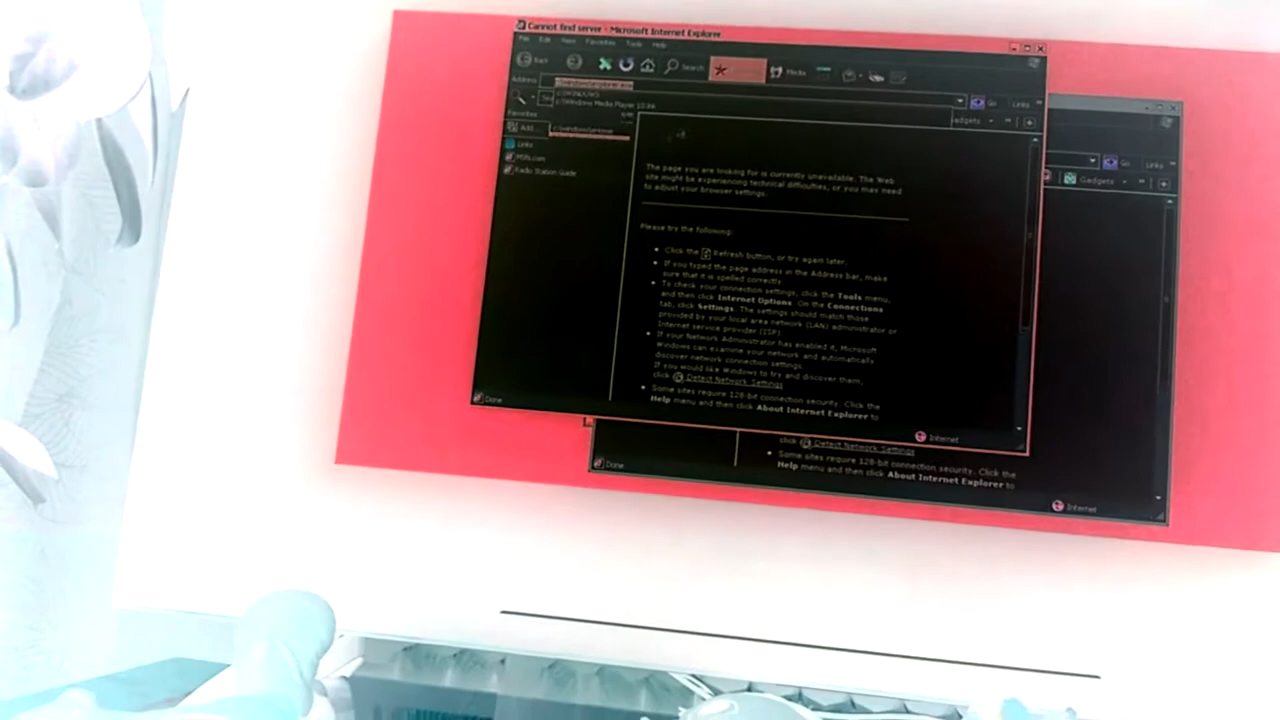 Cannot find server - Microsoft Internet Explorer
File Edit View Favorites Tools Help
Back Search Media
Address
Go Links
c:\WINDOWS
c:\Windows Media Player 10.lnk
Favorites
Add...
Links
MSN.com
Radio Station Guide
The page you are looking for is currently unavailable. The Web
site might be experiencing technical difficulties, or you may need
to adjust your browser settings.
Please try the following:
Click the Refresh button, or try again later.
If you typed the page address in the Address bar, make
sure that it is spelled correctly.
To check your connection settings, click the Tools menu,
and then click Internet Options. On the Connections
tab, click Settings. The settings should match those
provided by your local area network (LAN) administrator or
Internet service provider (ISP).
If your Network Administrator has enabled it, Microsoft
Windows can examine your network and automatically
discover network connection settings.
If you would like Windows to try and discover them,
click Detect Network Settings
Some sites require 128-bit connection security. Click the
Help menu and then click About Internet Explorer to
Done
Internet
Go Links
Gadgets
click Detect Network Settings
Some sites require 128-bit connection security. Click the
Help menu and then click About Internet Explorer to
Done
Internet